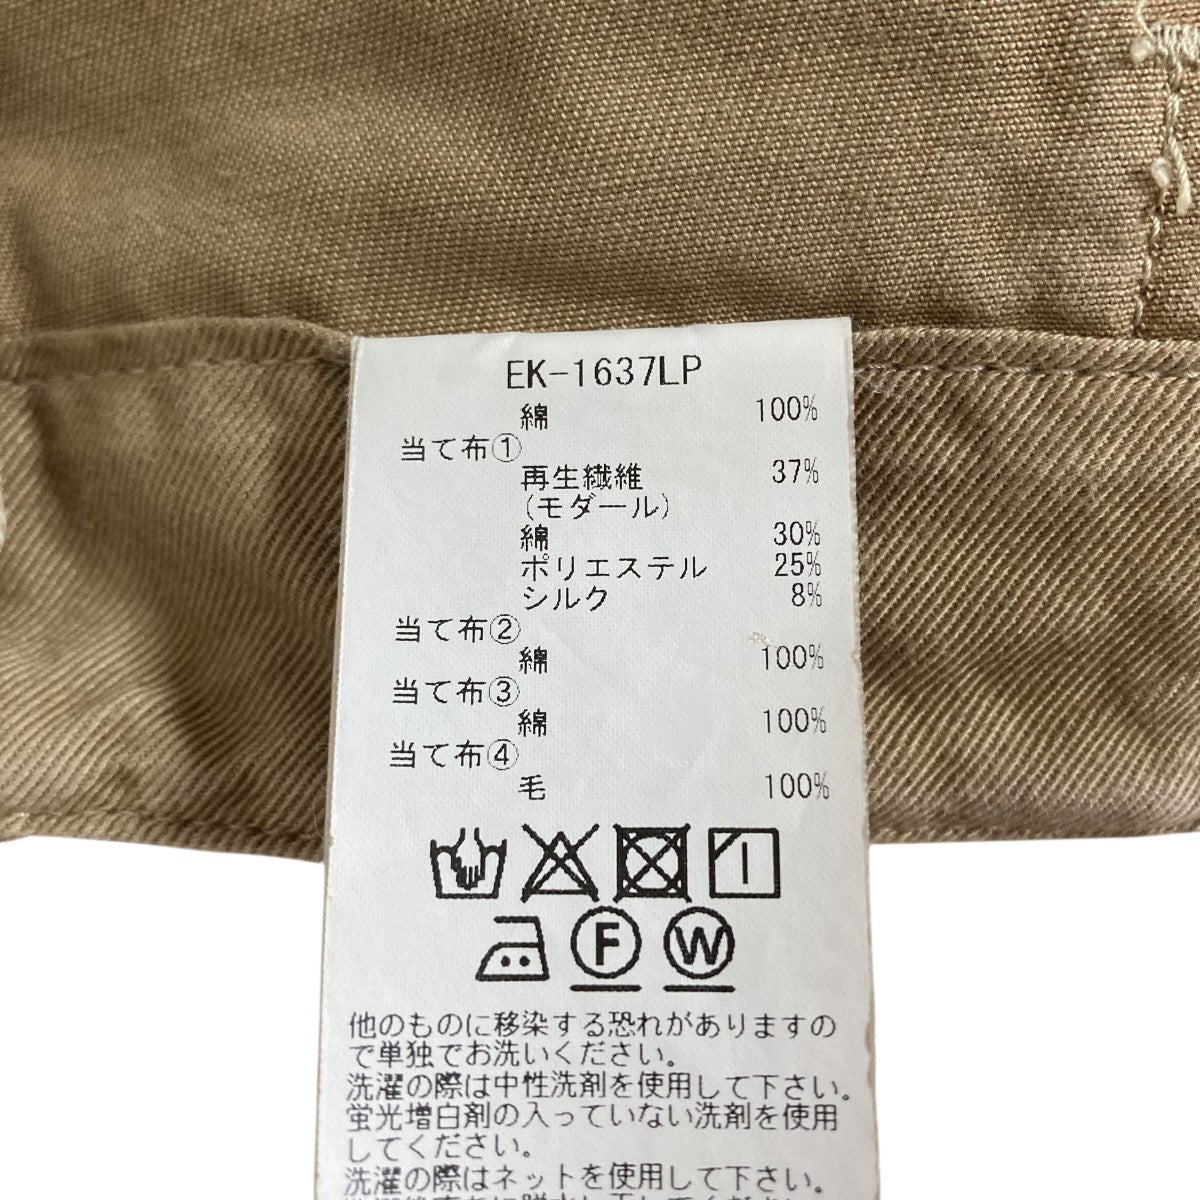 EK-1637LP
綿 100%
当て布①
再生繊維 37%
(モダール)
綿 30%
ポリエステル 25%
シルク 8%
当て布②
綿 100%
当て布③
綿 100%
当て布④
毛 100%
F W
他のものに移染する恐れがありますの
で単独でお洗いください。
洗濯の際は中性洗剤を使用して下さい。
蛍光増白剤の入っていない洗剤を使用
してください。
洗濯の際はネットを使用して下さい。